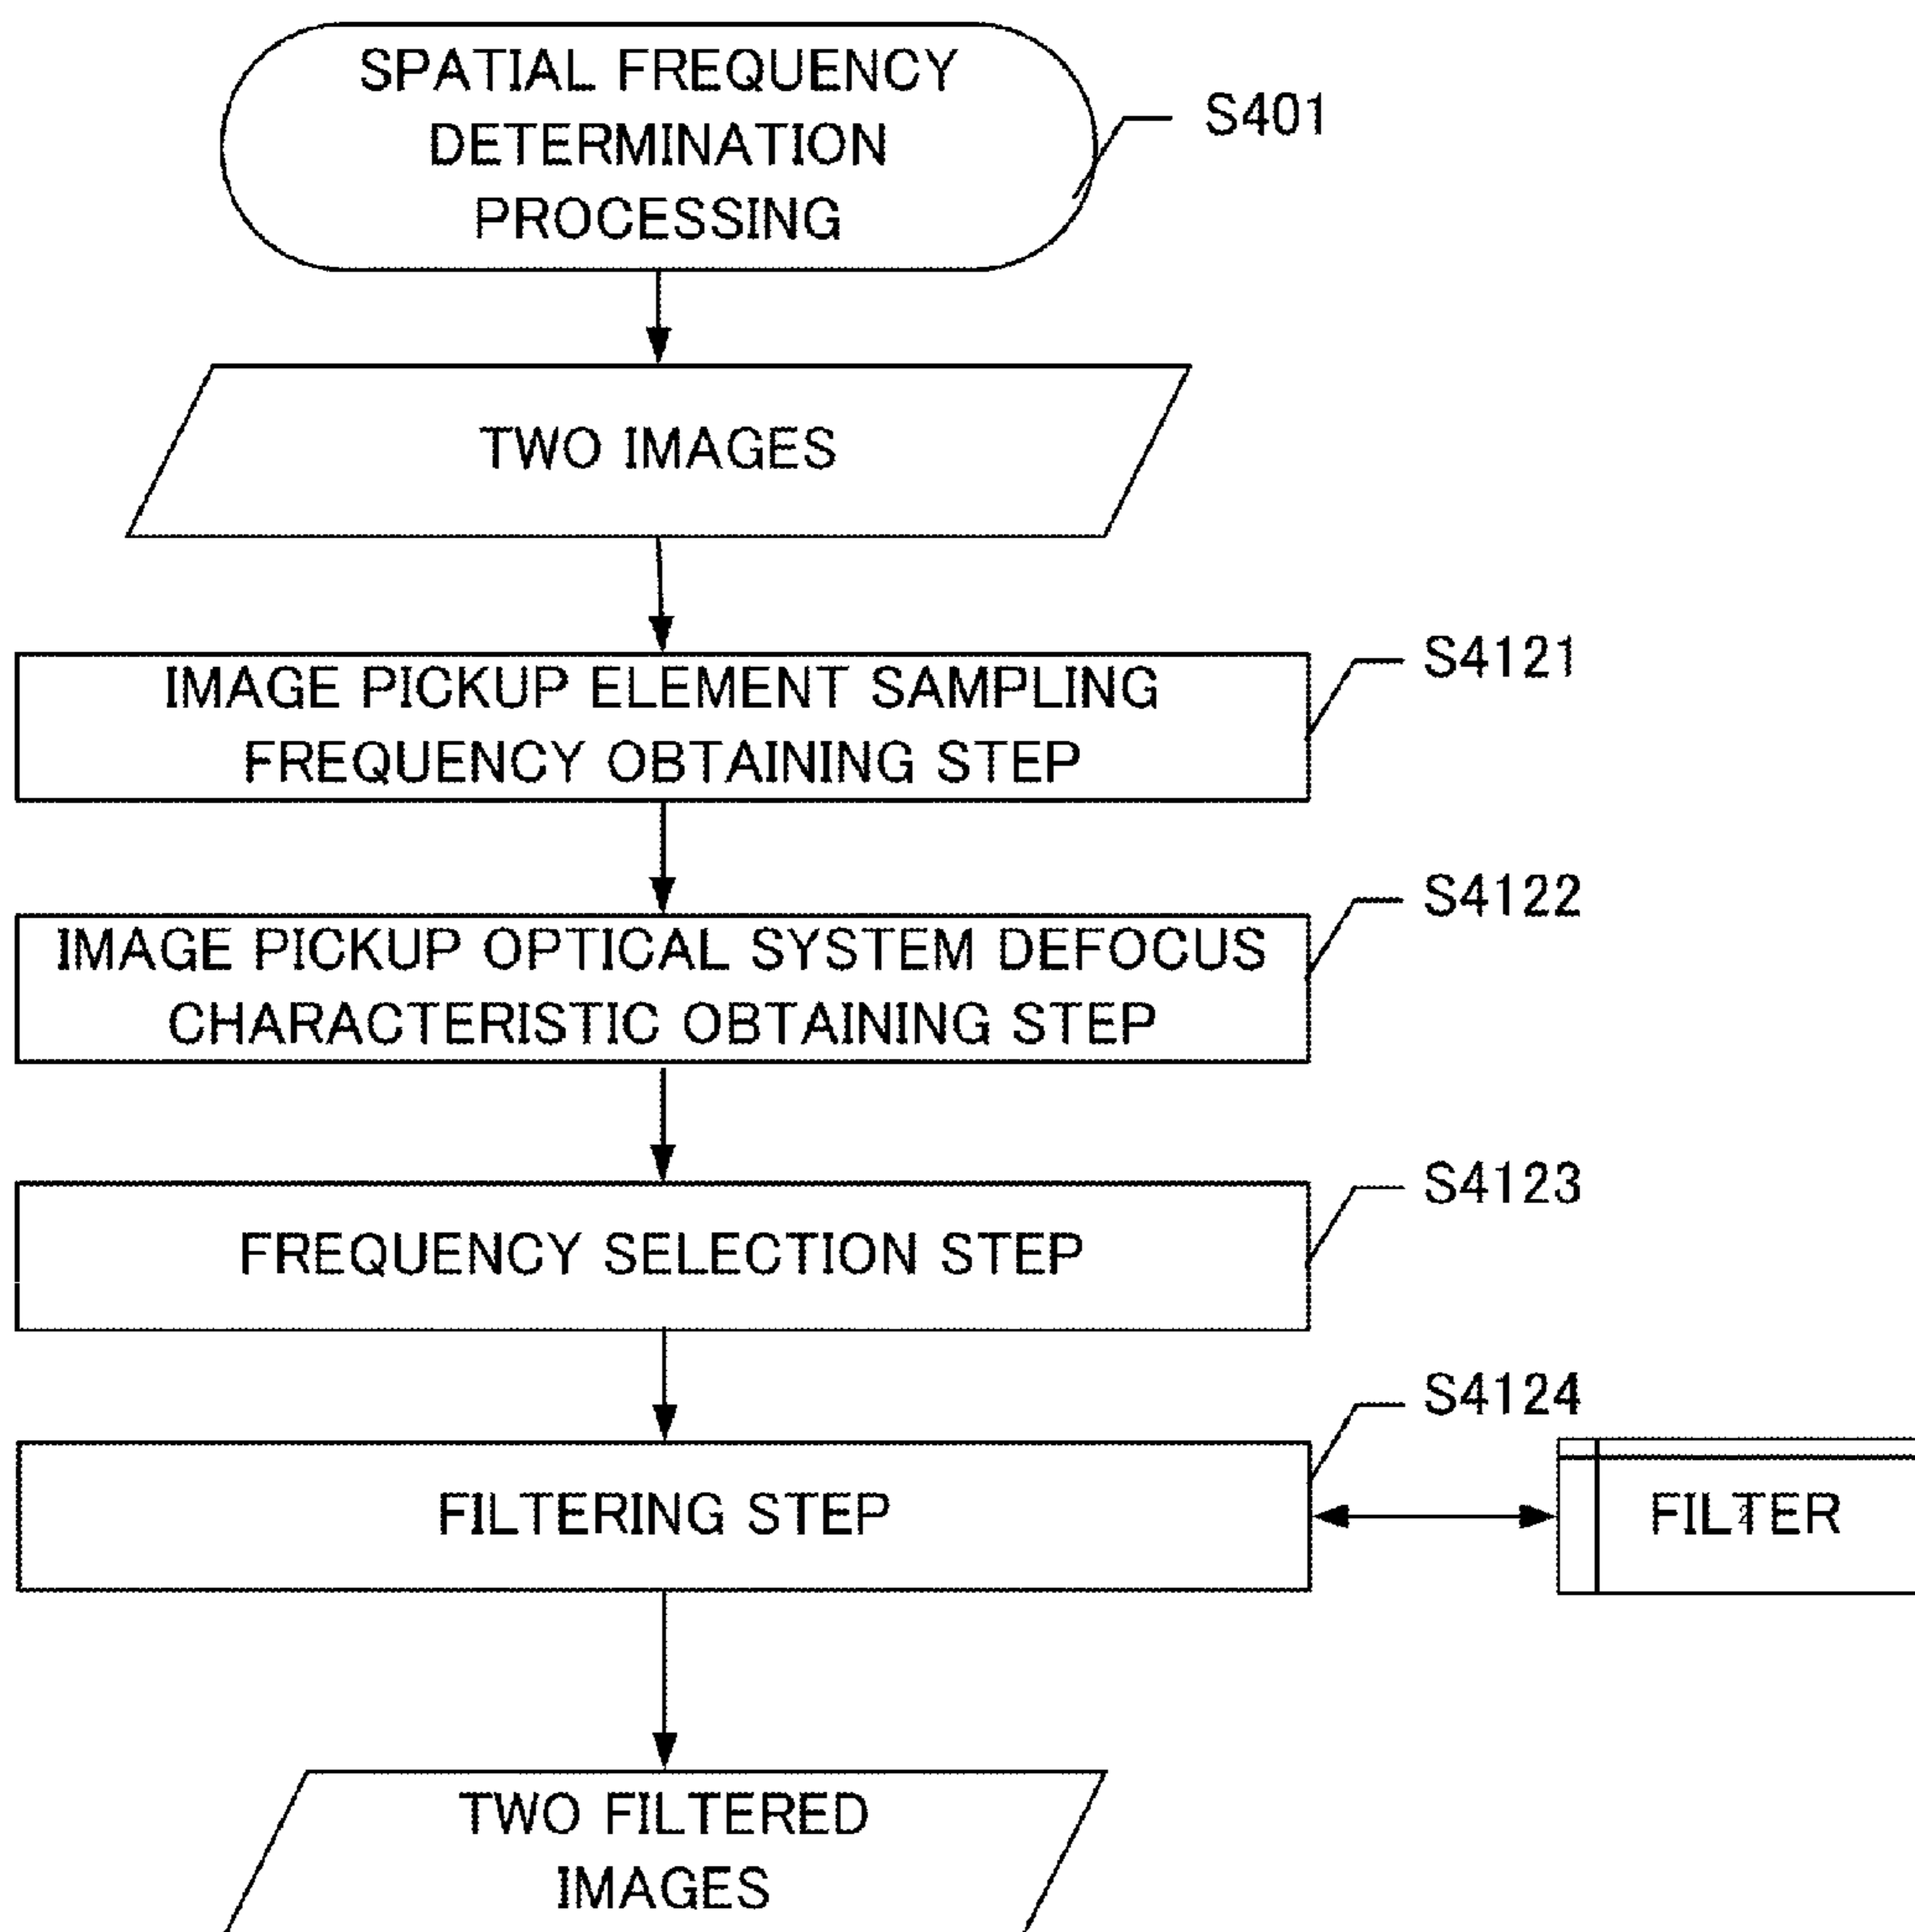 SPATIAL FREQUENCY
DETERMINATION
PROCESSING
S401
TWO IMAGES
S4121
IMAGE PICKUP ELEMENT SAMPLING
FREQUENCY OBTAINING STEP
S4122
IMAGE PICKUP OPTICAL SYSTEM DEFOCUS
CHARACTERISTIC OBTAINING STEP
S4123
FREQUENCY SELECTION STEP
S4124
FILTERING STEP
FILTER
2
TWO FILTERED
IMAGES